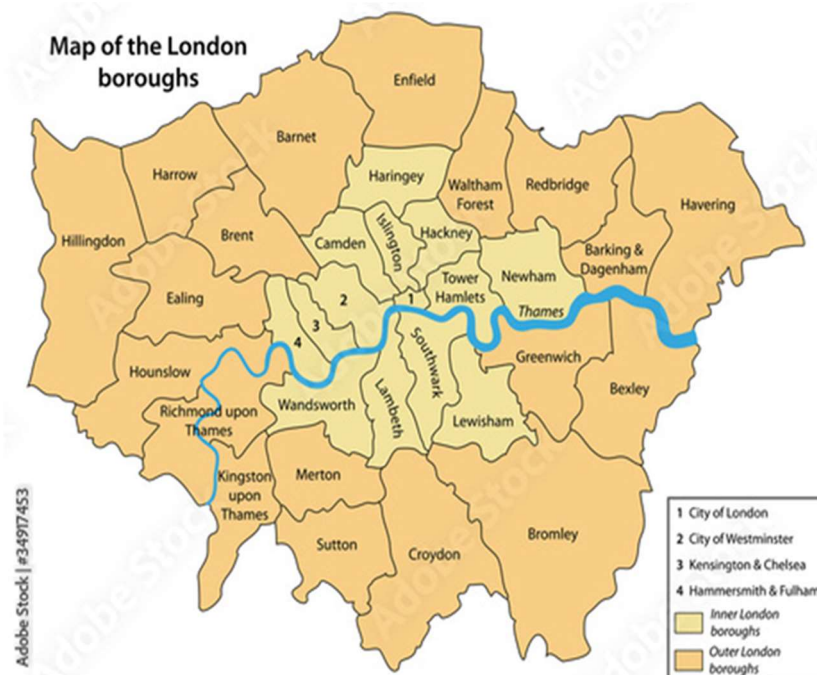 Map of the London
boroughs
Enfield
Barnet
Harrow
Haringey
Waltham
Forest
Redbridge
Havering
Hillingdon
Brent
Camden
Islington
Hackney
Barking &
Dagenham
Newham
Tower
Hamlets
Ealing
2
1
3
4
Thames
Hounslow
Southwark
Greenwich
Bexley
Richmond upon
Thames
Wandsworth
Lambeth
Lewisham
Kingston
upon
Thames
Merton
Sutton
Croydon
Bromley
1 City of London
2 City of Westminster
3 Kensington & Chelsea
4 Hammersmith & Fulham
Inner London
boroughs
Outer London
boroughs
Adobe Stock | #34917453
Adobe Stock